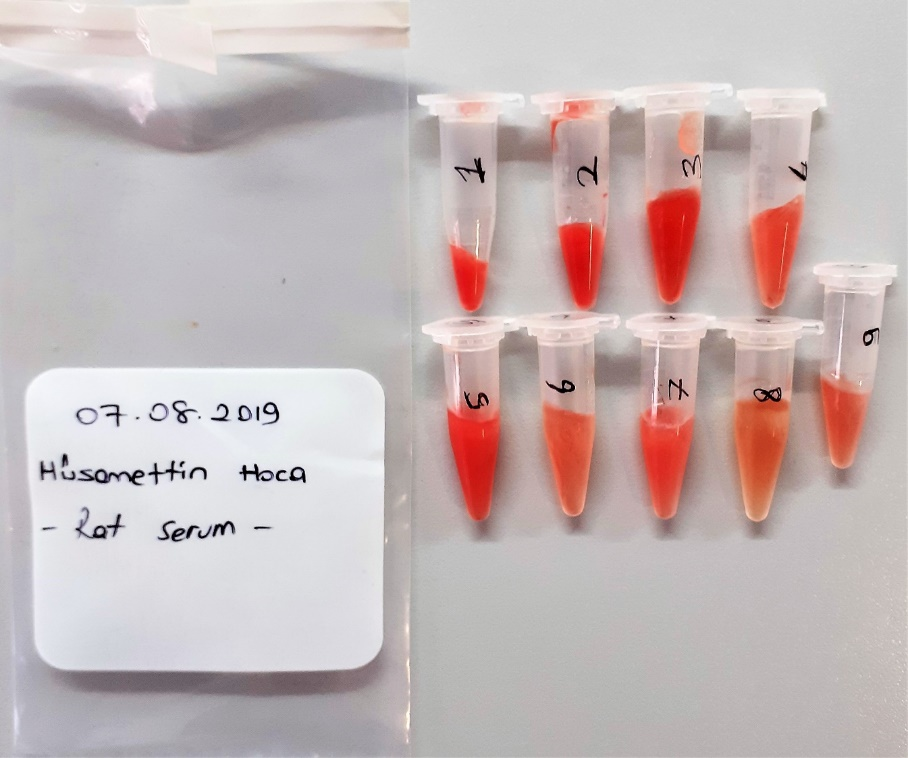 07.08.2019
Hüsamettin Hoca
- Rat serum -
1 2 3 4
5 6 7 8 9